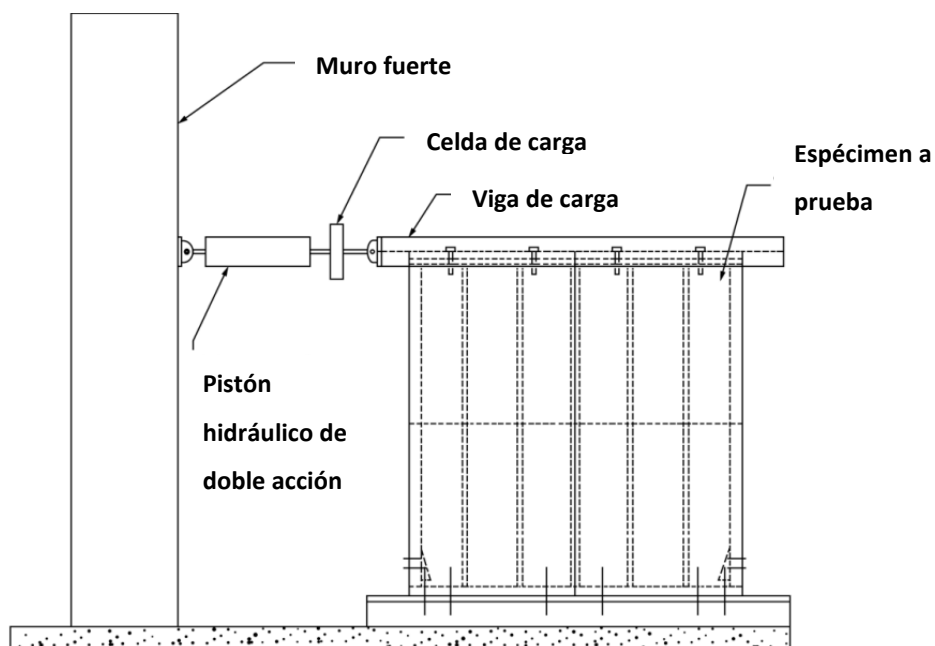 Muro fuerte
Celda de carga
Espécimen a
prueba
Viga de carga
Pistón
hidráulico de
doble acción